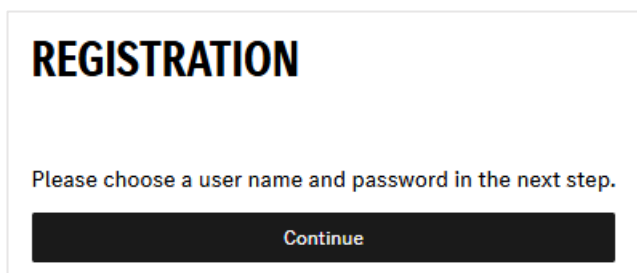 REGISTRATION
Please choose a user name and password in the next step.
Continue